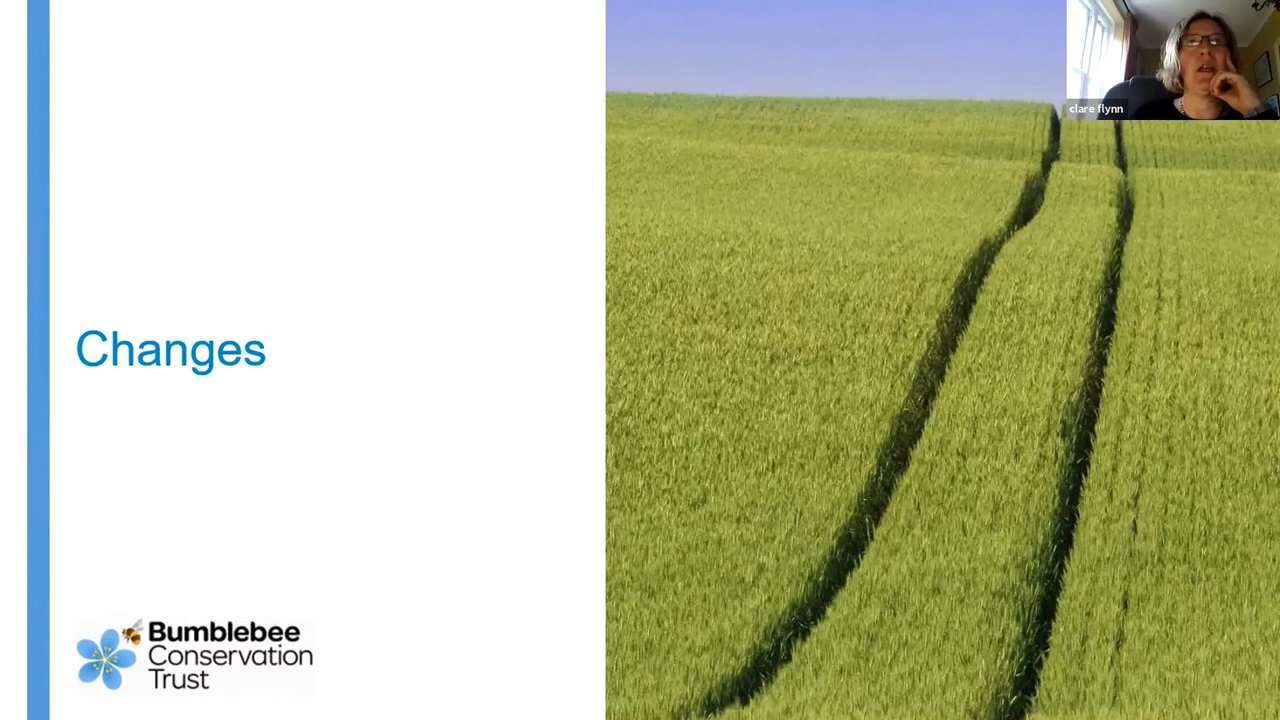 clare flynn
Changes
Bumblebee
Conservation
Trust